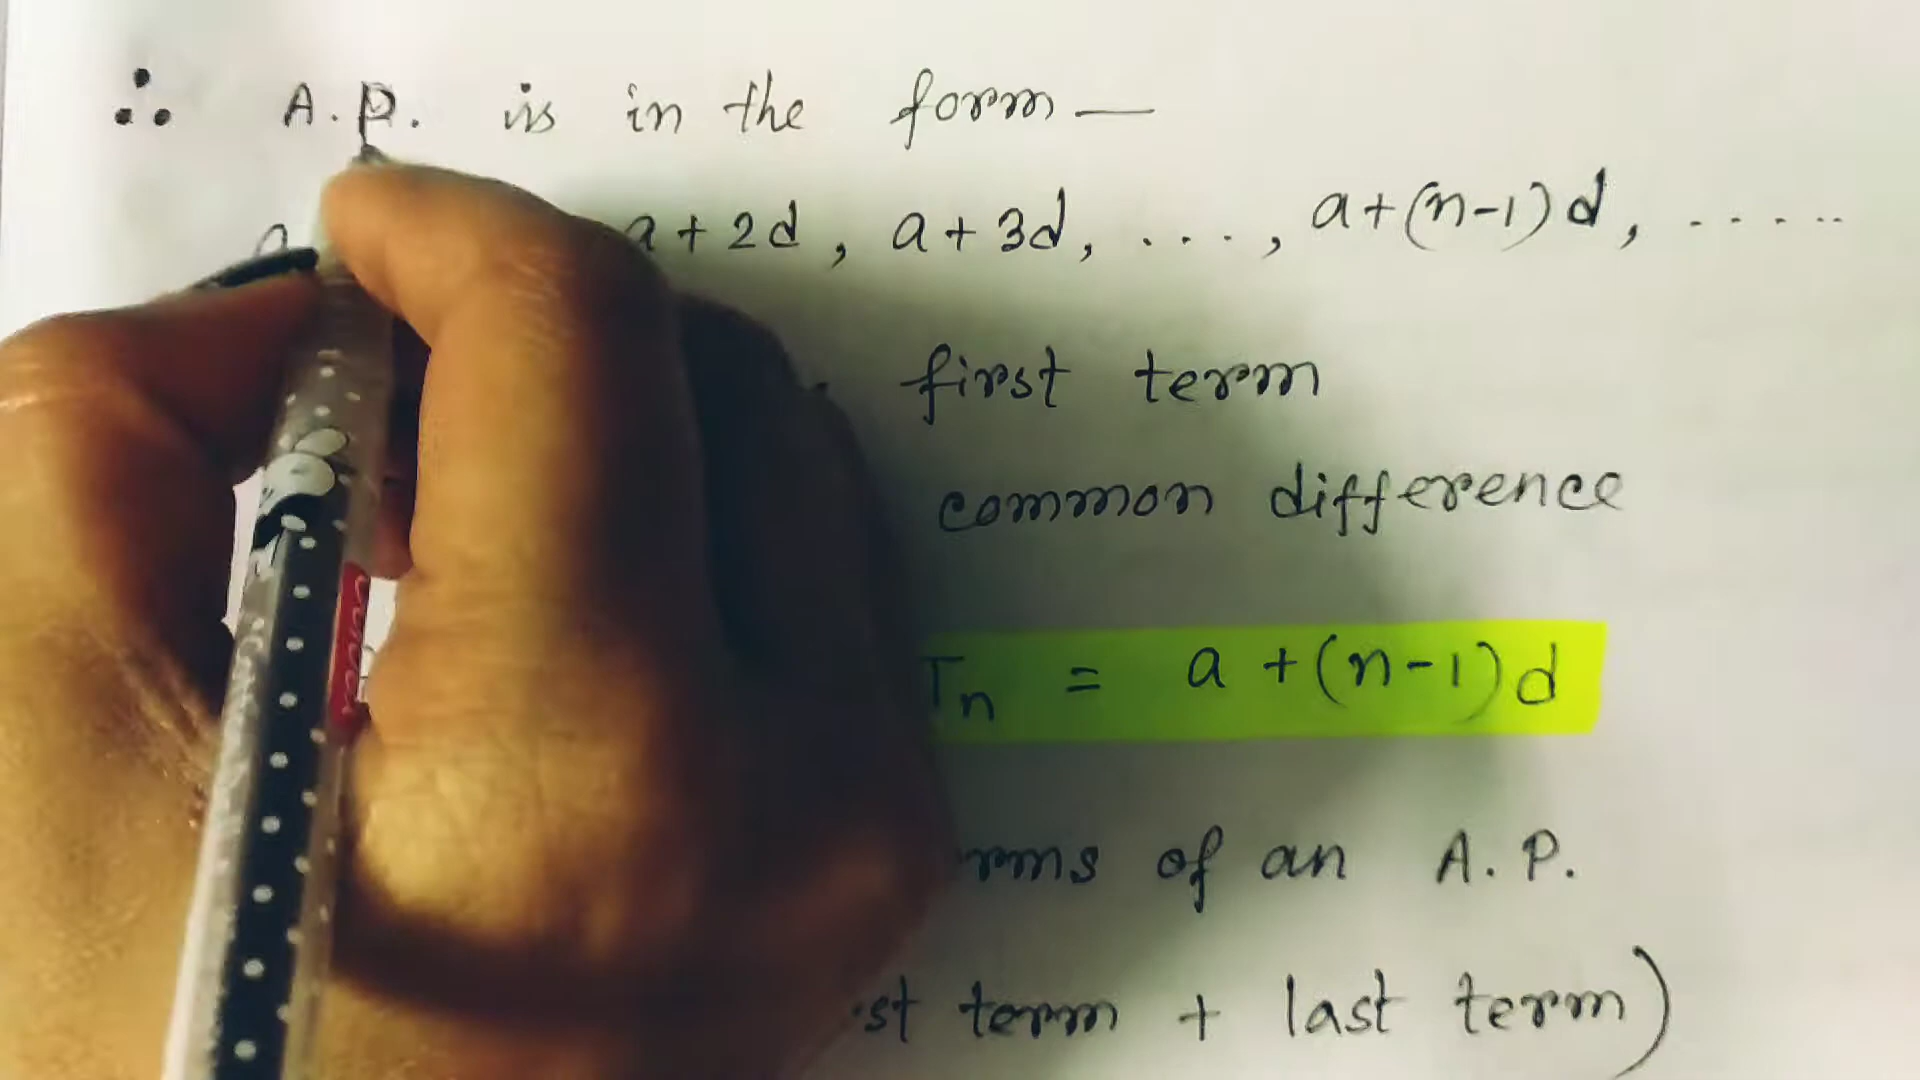 ∴ A.P. is in the form —
a + 2d, a + 3d, ...., a+(n-1)d, ......
first term
common difference
Tn = a +(n-1)d
of an A.P.
term + last term)